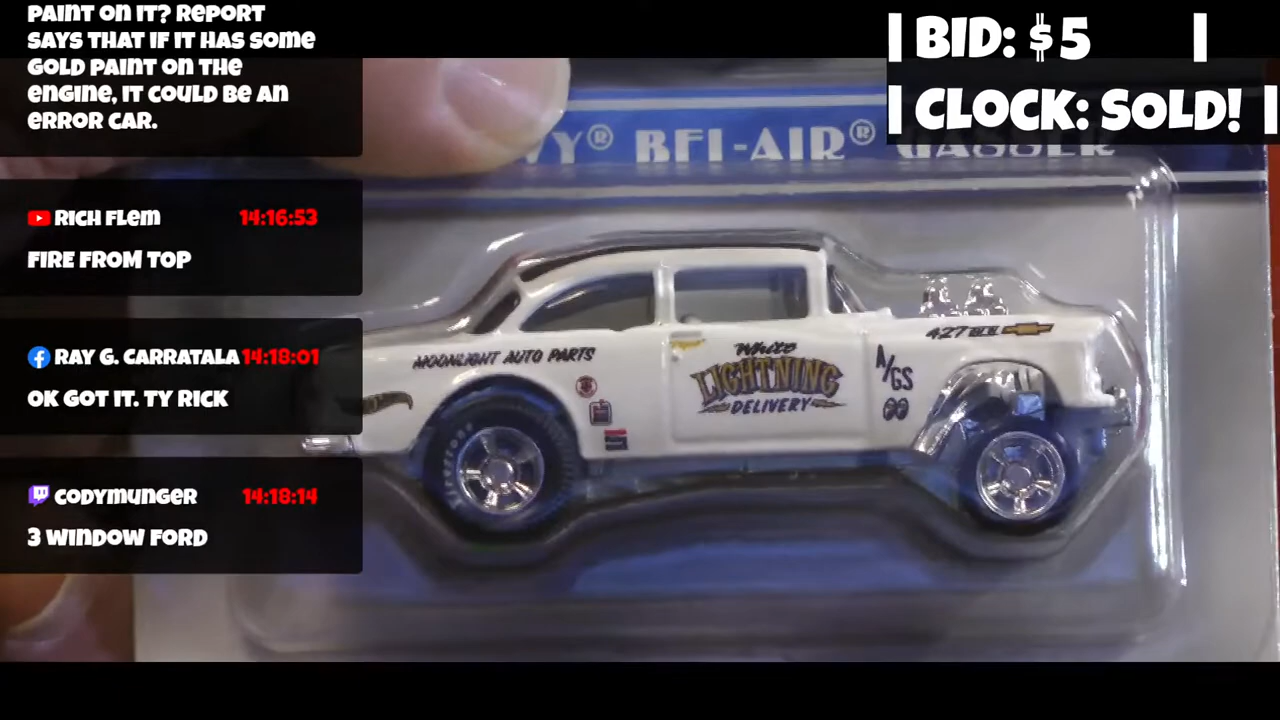 PAINT ON IT? REPORT
SAYS THAT IF IT HAS SOME
GOLD PAINT ON THE
ENGINE, IT COULD BE AN
ERROR CAR.
RICH FLEM 14:16:53
FIRE FROM TOP
RAY G. CARRATALA 14:18:01
OK GOT IT. TY RICK
CODYMUNGER 14:18:14
3 WINDOW FORD
| BID: $5 |
| CLOCK: SOLD! |
VY® BEL-AIR® GASSER
MOONLIGHT AUTO PARTS
White
LIGHTNING
DELIVERY
A/GS
427